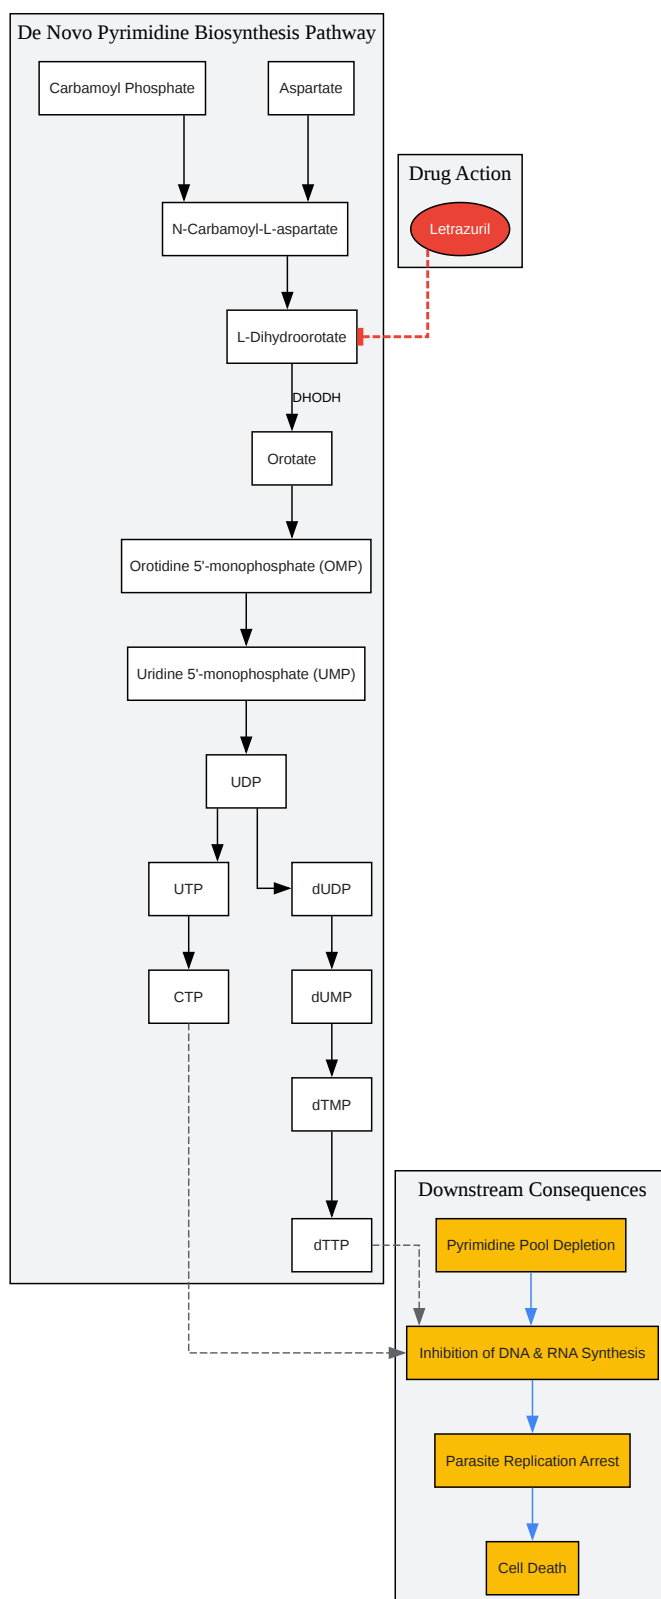 De Novo Pyrimidine Biosynthesis Pathway
Carbamoyl Phosphate
Aspartate
N-Carbamoyl-L-aspartate
L-Dihydroorotate
DHODH
Orotate
Orotidine 5'-monophosphate (OMP)
Uridine 5'-monophosphate (UMP)
UDP
UTP
dUDP
CTP
dUMP
dTMP
dTTP
Drug Action
Letrazuril
Downstream Consequences
Pyrimidine Pool Depletion
Inhibition of DNA & RNA Synthesis
Parasite Replication Arrest
Cell Death